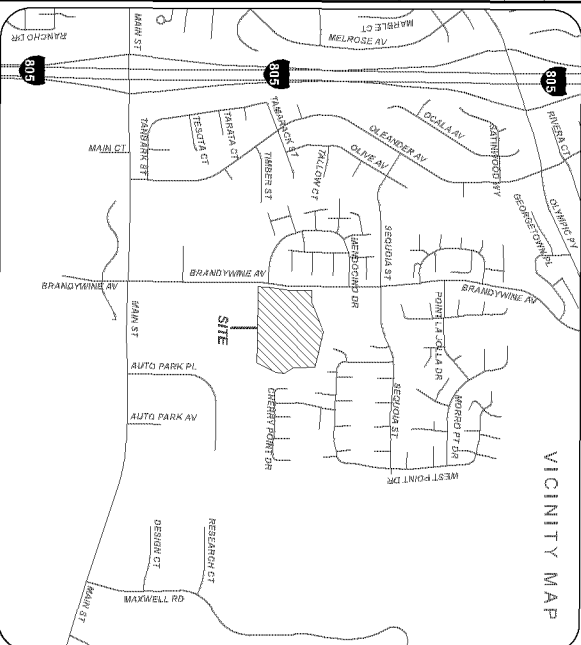 VICINITY MAP
MAIN ST
RANCHO DR
MELROSE AV
MARBLE CT
805
805
805
RIVERA CT
OLYMPIC PY
GEORGETOWN PL
SATINWOOD WY
OCALA AV
OLEANDER AV
OLIVE AV
TAMARACK ST
TALLOW CT
TIMBER ST
TARATA CT
TESOTA CT
TANBARK ST
MAIN CT
SEQUOIA ST
MENDOCINO DR
BRANDYWINE AV
BRANDYWINE AV
BRANDYWINE AV
POINT LA JOLLA DR
MORRO PT DR
SEQUOIA ST
WEST POINT DR
CHERRY POINT DR
SITE
MAIN ST
AUTO PARK PL
AUTO PARK AV
RESEARCH CT
DESIGN CT
MAXWELL RD
MAIN ST